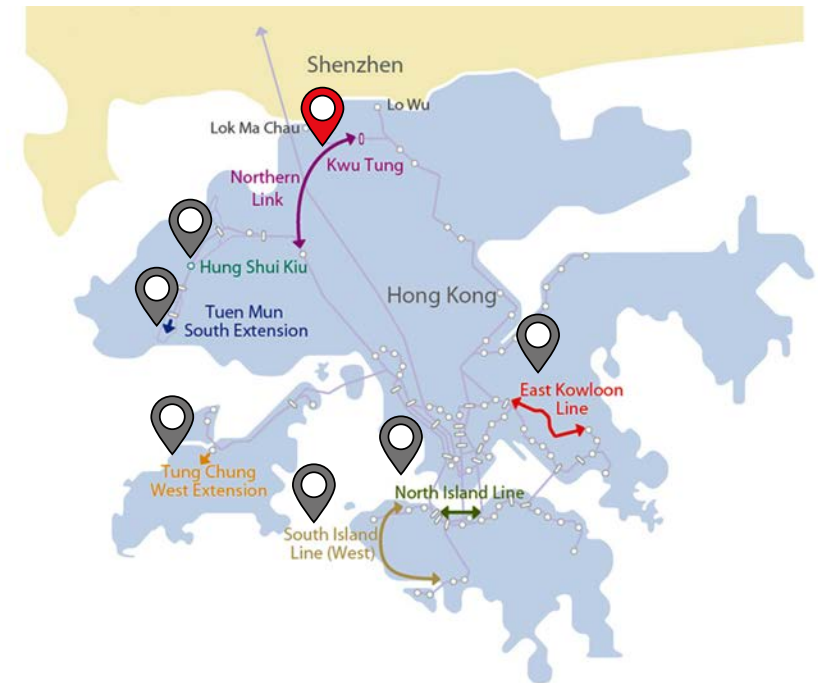 Shenzhen
Lo Wu
Lok Ma Chau
Kwu Tung
Northern
Link
Hung Shui Kiu
Hong Kong
Tuen Mun
South Extension
East Kowloon
Line
Tung Chung
West Extension
North Island Line
South Island
Line (West)